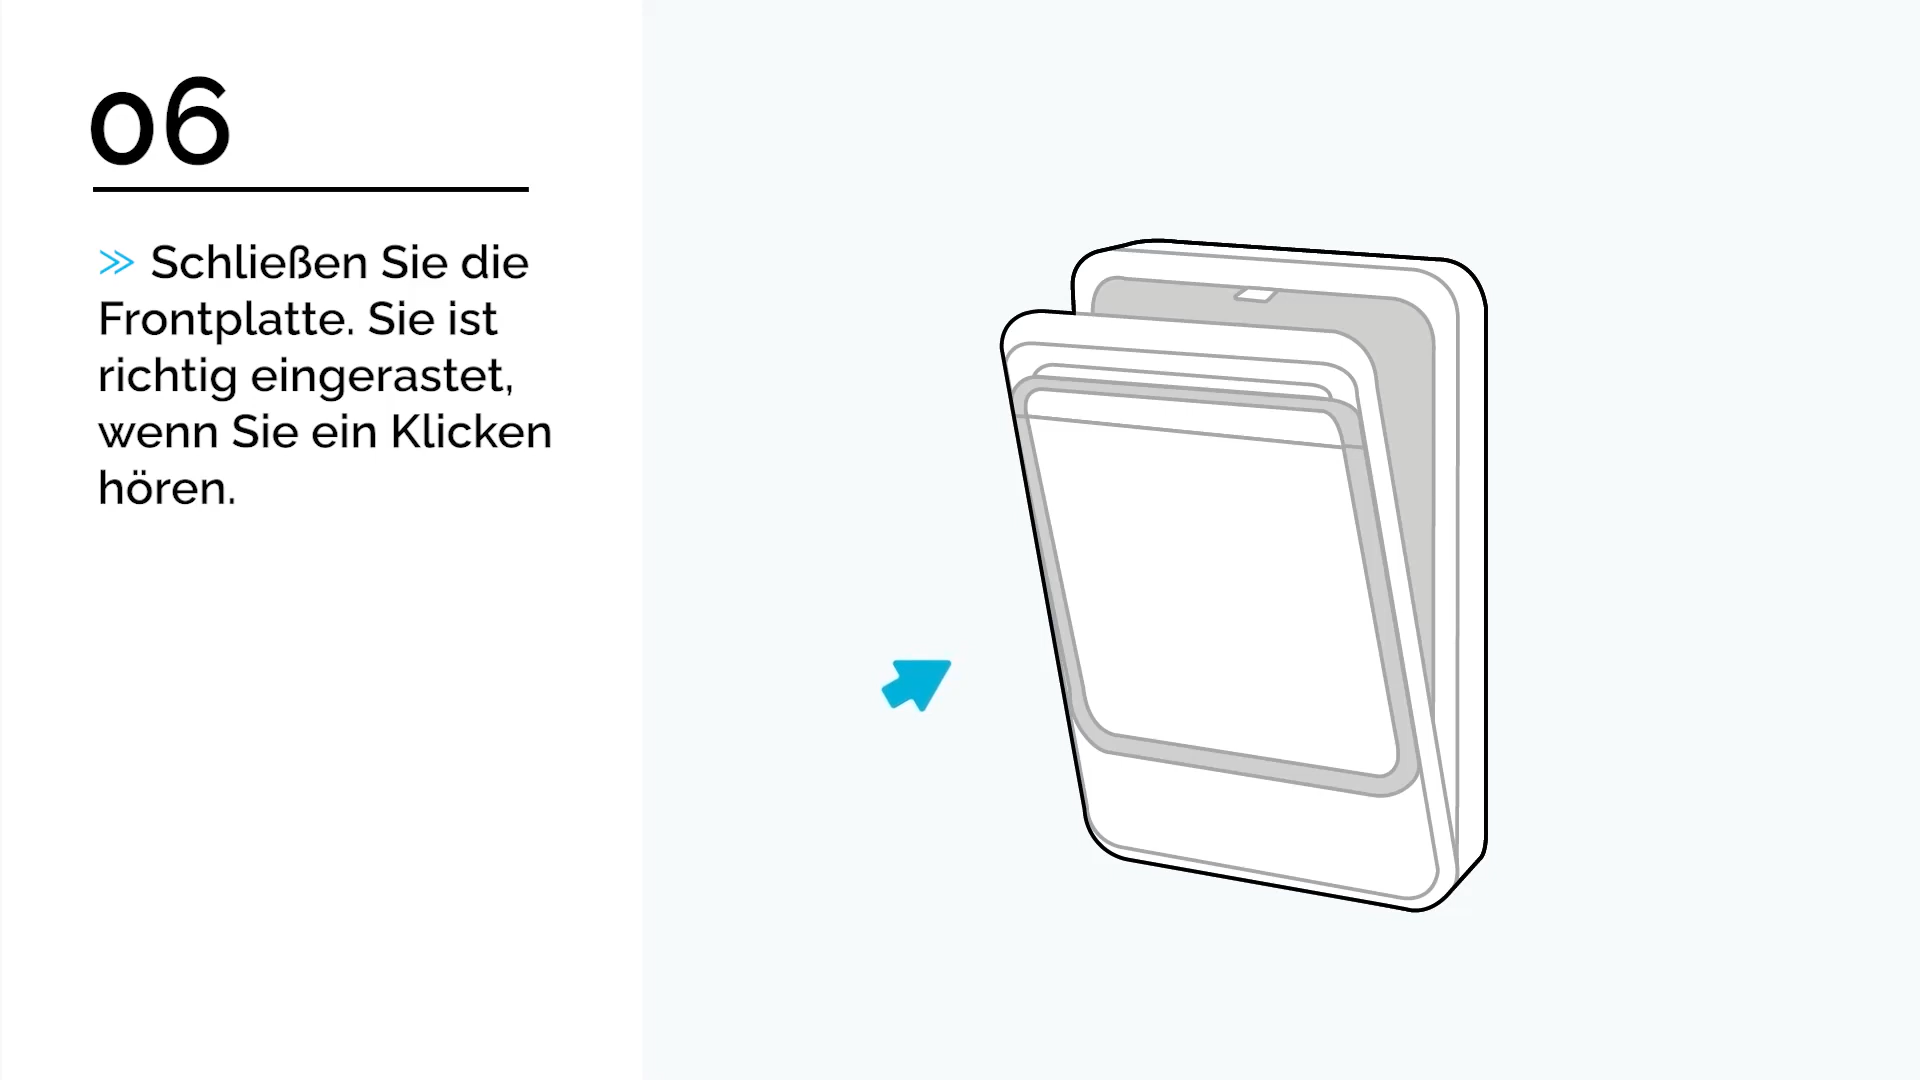 06
>> Schließen Sie die
Frontplatte. Sie ist
richtig eingerastet,
wenn Sie ein Klicken
hören.